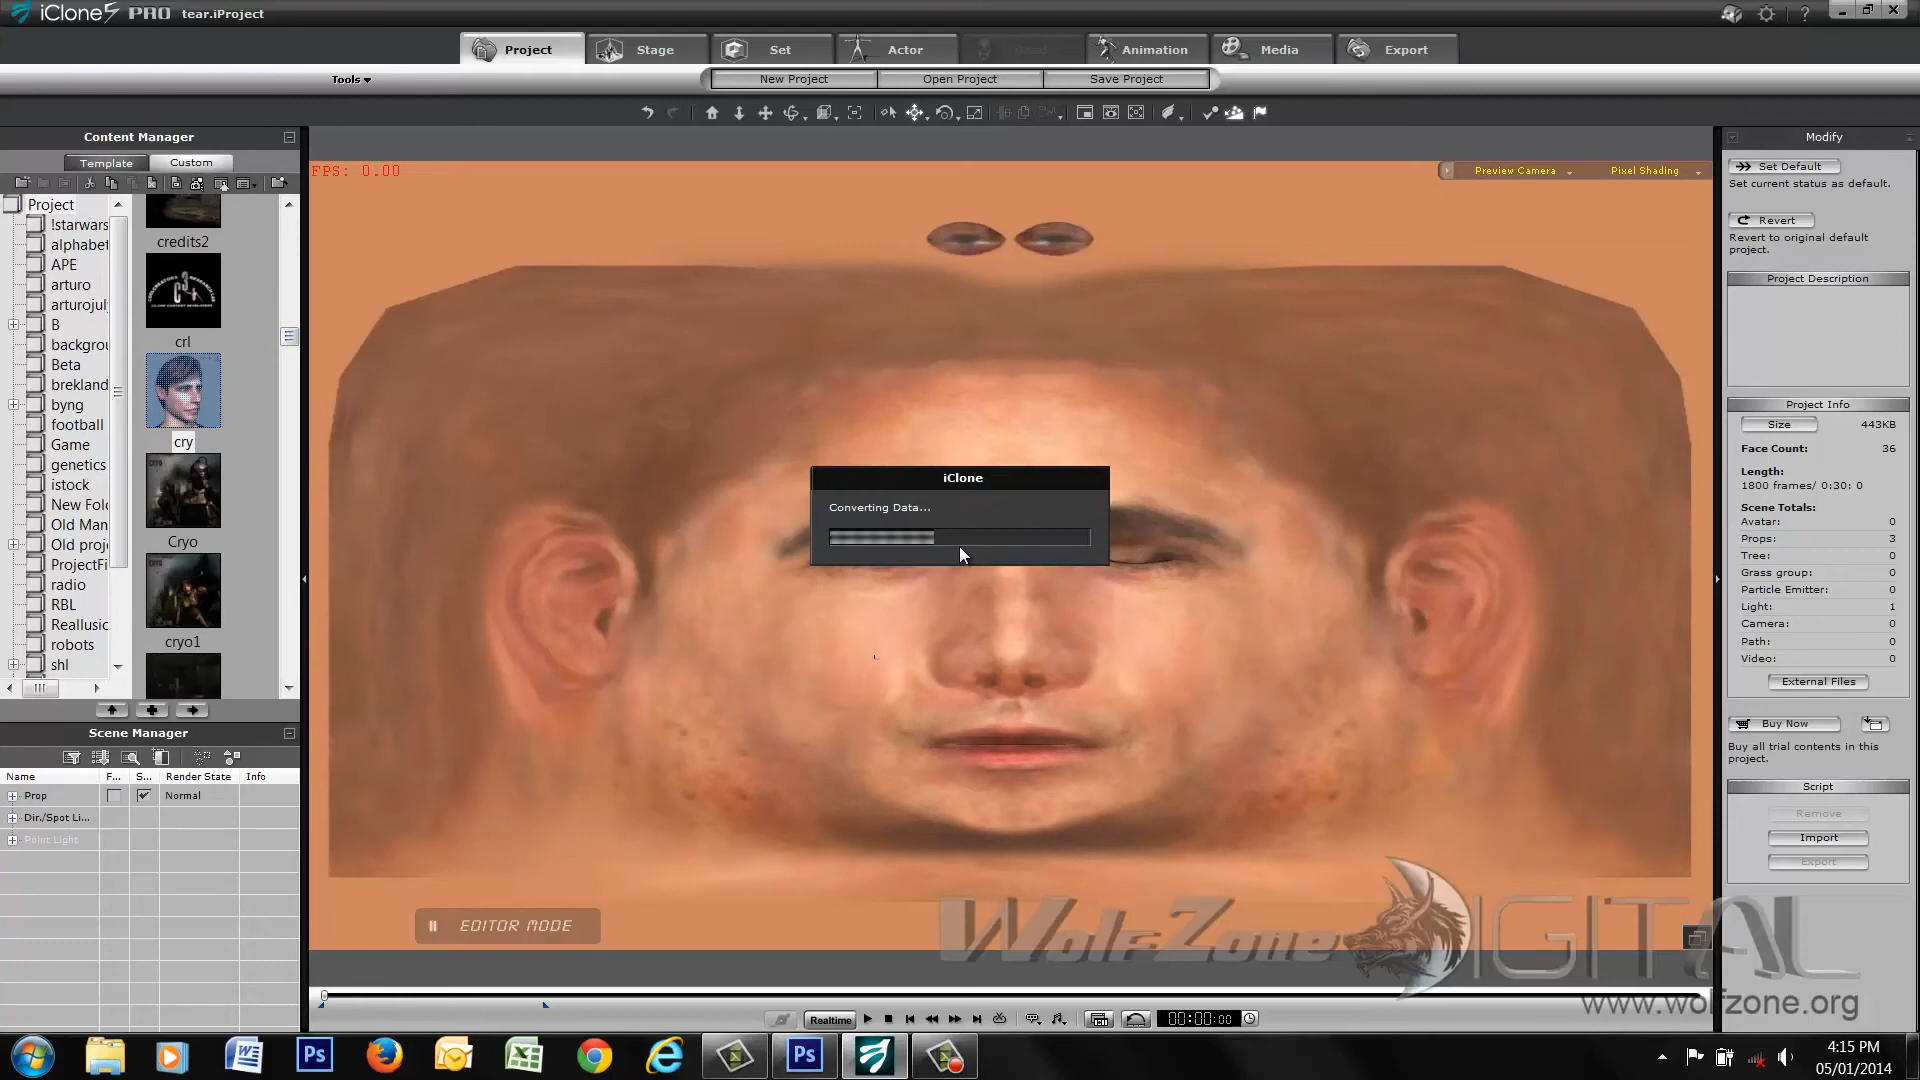 iClone5 PRO tear.iProject
Project Stage Set Actor Head Animation Media Export
Tools New Project Open Project Save Project
Content Manager
Template Custom
Project
!starwars
alphabet
APE
arturo
arturojuly
B
backgrou
Beta
brekland
byng
football
Game
genetics
istock
New Fold
Old Man
Old proj
ProjectFi
radio
RBL
Reallusio
robots
shl
credits2
crl
cry
Cryo
cryo1
Scene Manager
Name F... S... Render State Info
Prop Normal
Dir./Spot Li...
Point Light
FPS: 0.00
Preview Camera Pixel Shading
iClone
Converting Data...
EDITOR MODE
WolfZone DIGITAL
www.wolfzone.org
Realtime 00:00:00
Modify
Set Default
Set current status as default.
Revert
Revert to original default
project.
Project Description
Project Info
Size 443KB
Face Count: 36
Length:
1800 frames/ 0:30: 0
Scene Totals:
Avatar: 0
Props: 3
Tree: 0
Grass group: 0
Particle Emitter: 0
Light: 1
Camera: 0
Path: 0
Video: 0
External Files
Buy Now
Buy all trial contents in this
project.
Script
Remove
Import
Export
4:15 PM
05/01/2014